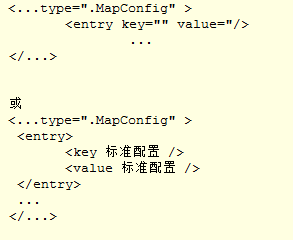 <...type=".MapConfig" >
<entry key="" value="/>
...
</...>
或
<...type=".MapConfig" >
<entry>
<key 标准配置 />
<value 标准配置 />
</entry>
...
</...>